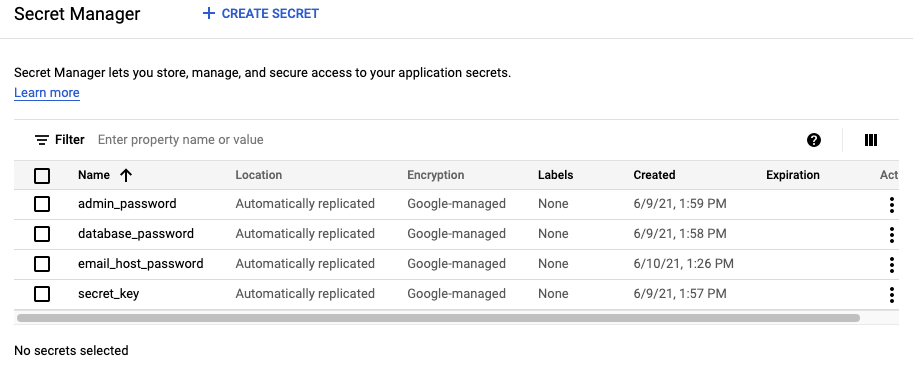 Secret Manager + CREATE SECRET
Secret Manager lets you store, manage, and secure access to your application secrets.
Learn more
Filter Enter property name or value
Name Location Encryption Labels Created Expiration Act
admin_password Automatically replicated Google-managed None 6/9/21, 1:59 PM
database_password Automatically replicated Google-managed None 6/9/21, 1:58 PM
email_host_password Automatically replicated Google-managed None 6/10/21, 1:26 PM
secret_key Automatically replicated Google-managed None 6/9/21, 1:57 PM
No secrets selected